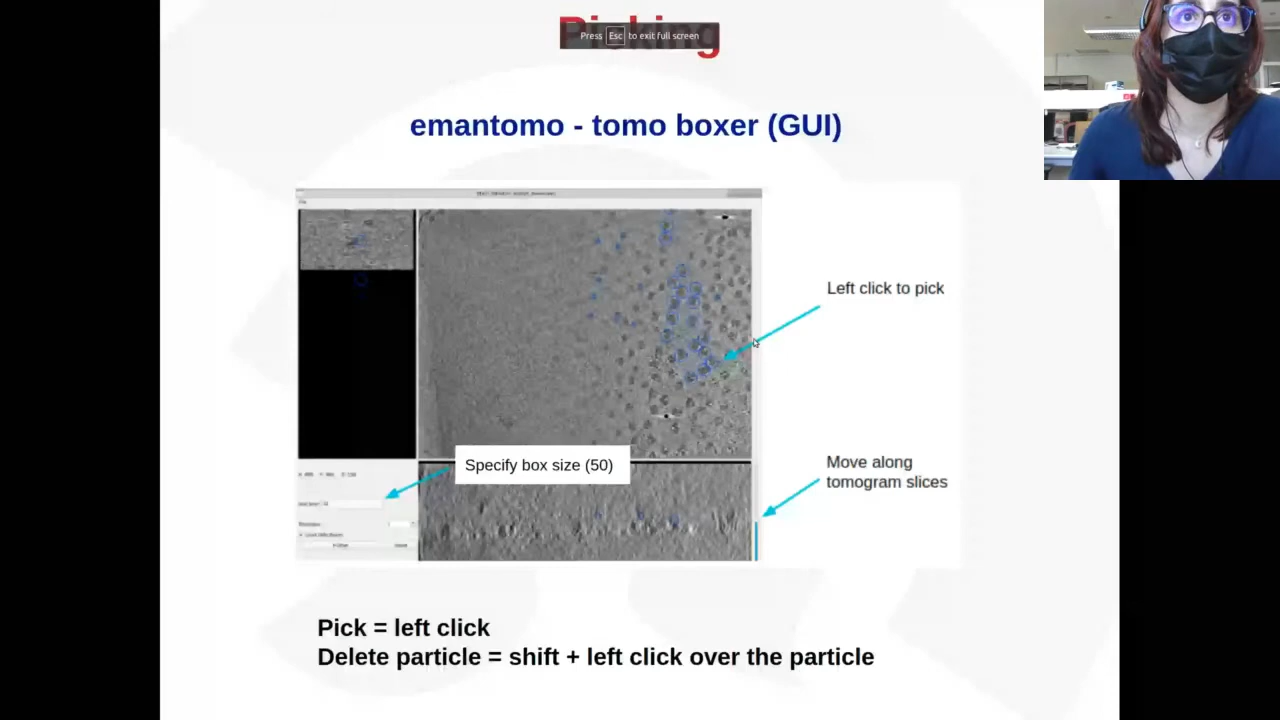 Picking
Press Esc to exit full screen
emantomo - tomo boxer (GUI)
Left click to pick
Specify box size (50)
Move along
tomogram slices
Pick = left click
Delete particle = shift + left click over the particle